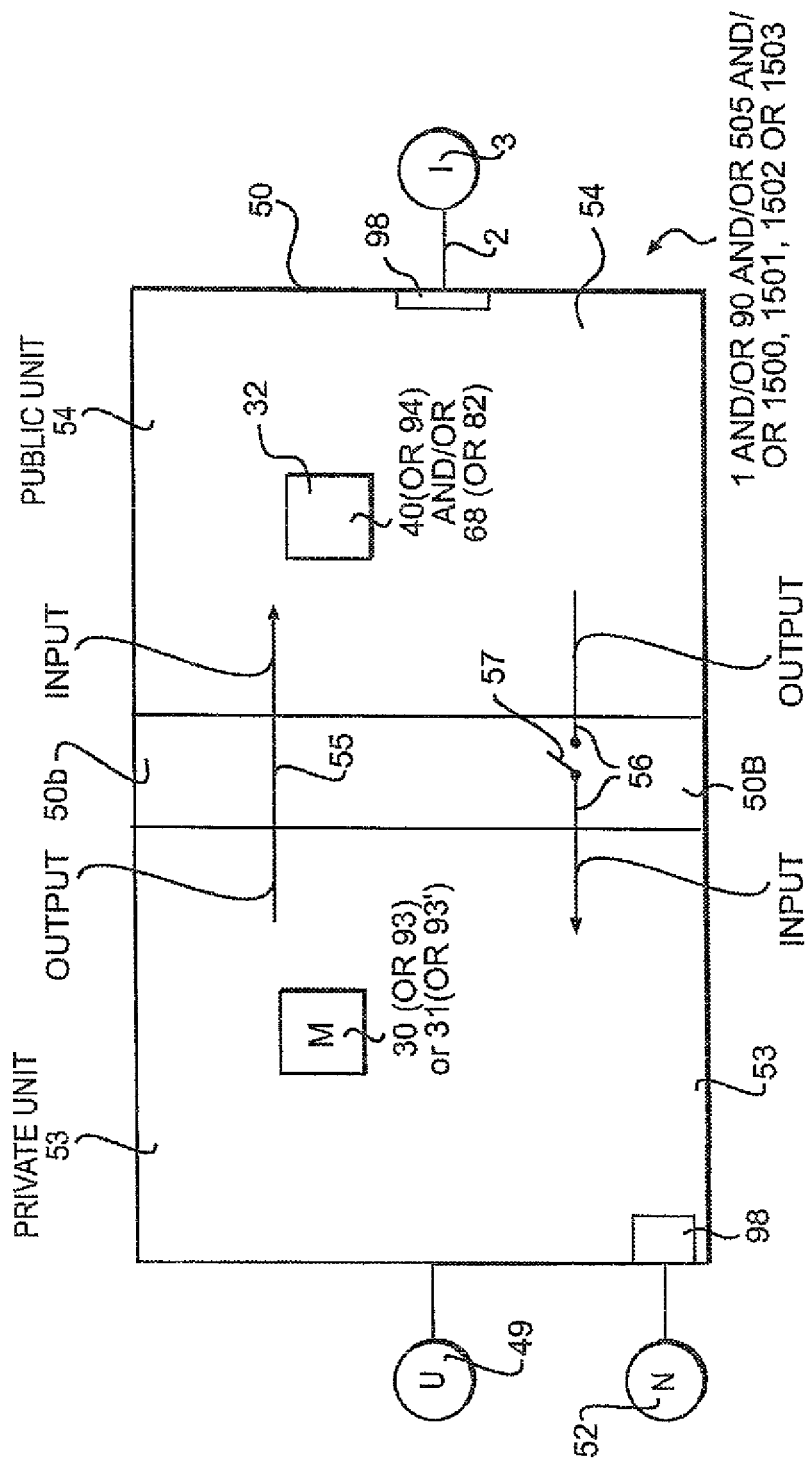 PRIVATE UNIT
53
PUBLIC UNIT
54
OUTPUT
50b
INPUT
50
55
32
98
2
I
3
M
30 (OR 93)
or 31(OR 93')
40(OR 94)
AND/OR
68 (OR 82)
57
56
54
U
49
N
52
98
53
INPUT
50B
OUTPUT
1 AND/OR 90 AND/OR 505 AND/
OR 1500, 1501, 1502 OR 1503